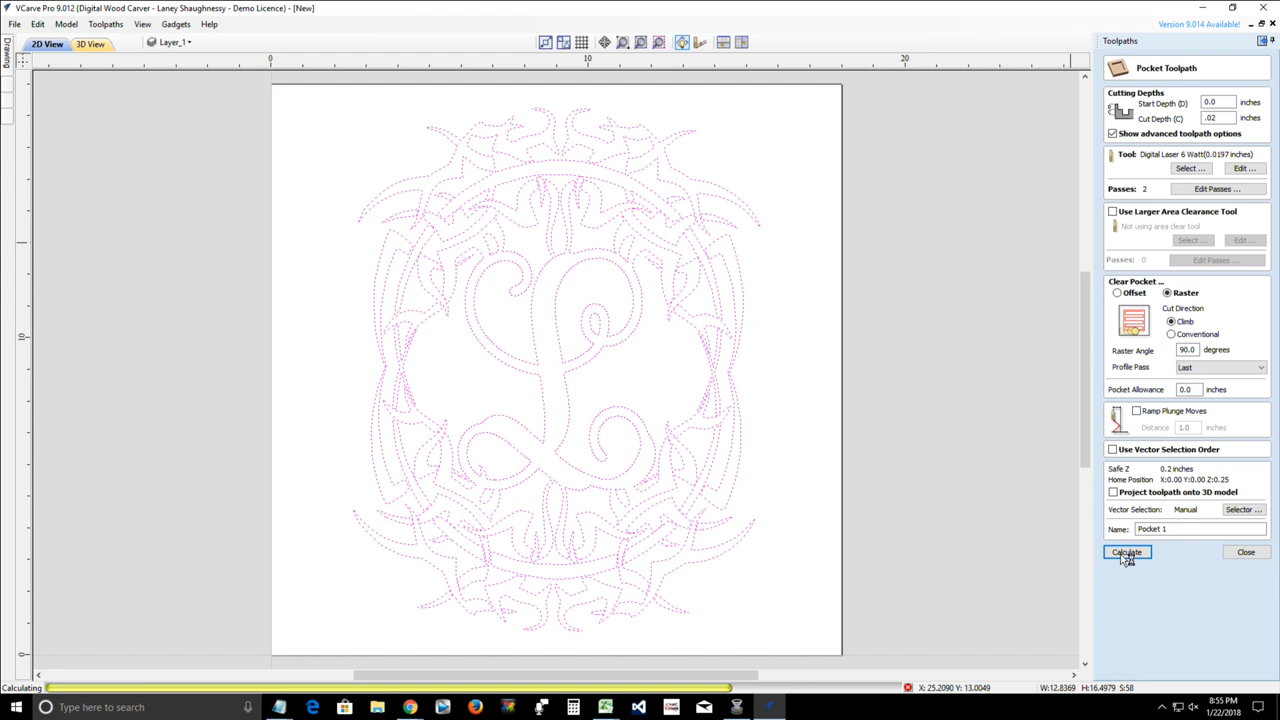 VCarve Pro 9.012 {Digital Wood Carver - Laney Shaughnessy - Demo Licence} - [New]
File Edit Model Toolpaths View Gadgets Help
Version 9.014 Available!
Drawing
2D View 3D View Layer_1
Toolpaths
0 10 20
10
0
Pocket Toolpath
Cutting Depths
Start Depth (D) 0.0 inches
Cut Depth (C) .02 inches
Show advanced toolpath options
Tool: Digital Laser 6 Watt(0.0197 inches)
Select ... Edit ...
Passes: 2 Edit Passes ...
Use Larger Area Clearance Tool
Not using area clear tool
Select ... Edit ...
Passes: 0 Edit Passes ...
Clear Pocket ...
Offset Raster
Cut Direction
Climb
Conventional
Raster Angle 90.0 degrees
Profile Pass Last
Pocket Allowance 0.0 inches
Ramp Plunge Moves
Distance 1.0 inches
Use Vector Selection Order
Safe Z 0.2 inches
Home Position X:0.00 Y:0.00 Z:0.25
Project toolpath onto 3D model
Vector Selection: Manual Selector ...
Name: Pocket 1
Calculate Close
Calculating
X: 25.2090 Y: 13.0049 W:12.8369 H:16.4979 S:58
Type here to search
8:55 PM
1/22/2018